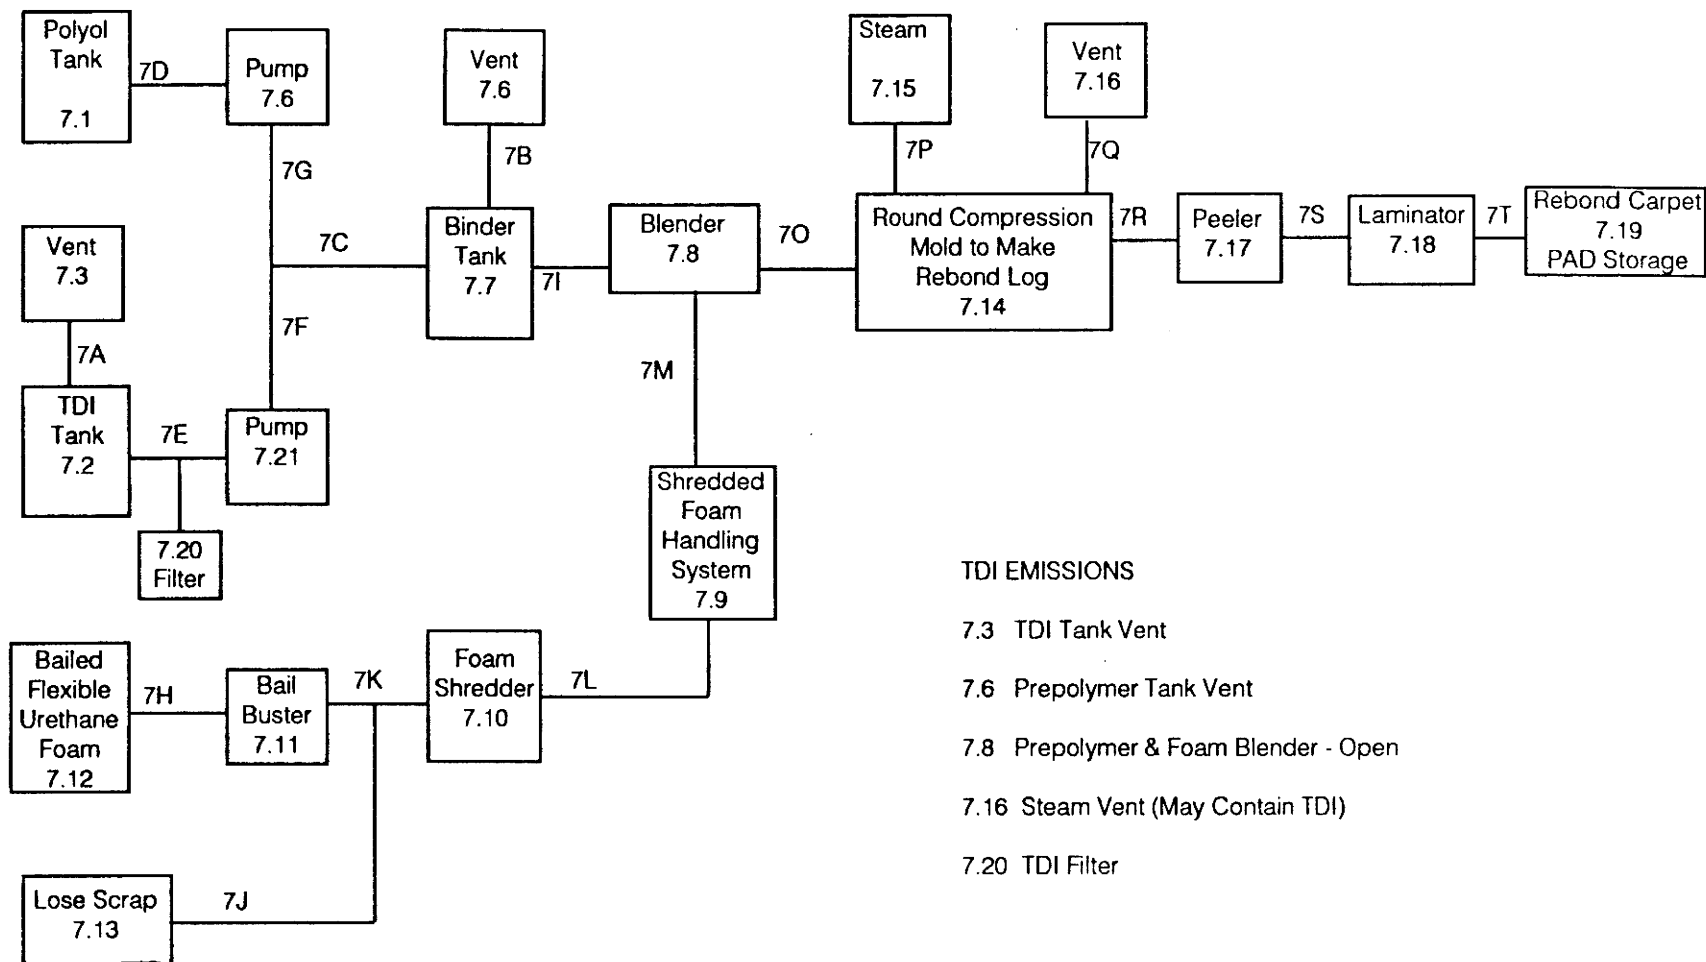 Polyol
Tank
7.1
7D
Pump
7.6
Vent
7.6
Steam
7.15
Vent
7.16
7G
7B
7P
7Q
Vent
7.3
7C
Binder
Tank
7.7
7I
Blender
7.8
7O
Round Compression
Mold to Make
Rebond Log
7.14
7R
Peeler
7.17
7S
Laminator
7.18
7T
Rebond Carpet
7.19
PAD Storage
7A
7F
7M
TDI
Tank
7.2
7E
Pump
7.21
7.20
Filter
Shredded
Foam
Handling
System
7.9
Bailed
Flexible
Urethane
Foam
7.12
7H
Bail
Buster
7.11
7K
Foam
Shredder
7.10
7L
Lose Scrap
7.13
7J
TDI EMISSIONS
7.3 TDI Tank Vent
7.6 Prepolymer Tank Vent
7.8 Prepolymer & Foam Blender - Open
7.16 Steam Vent (May Contain TDI)
7.20 TDI Filter